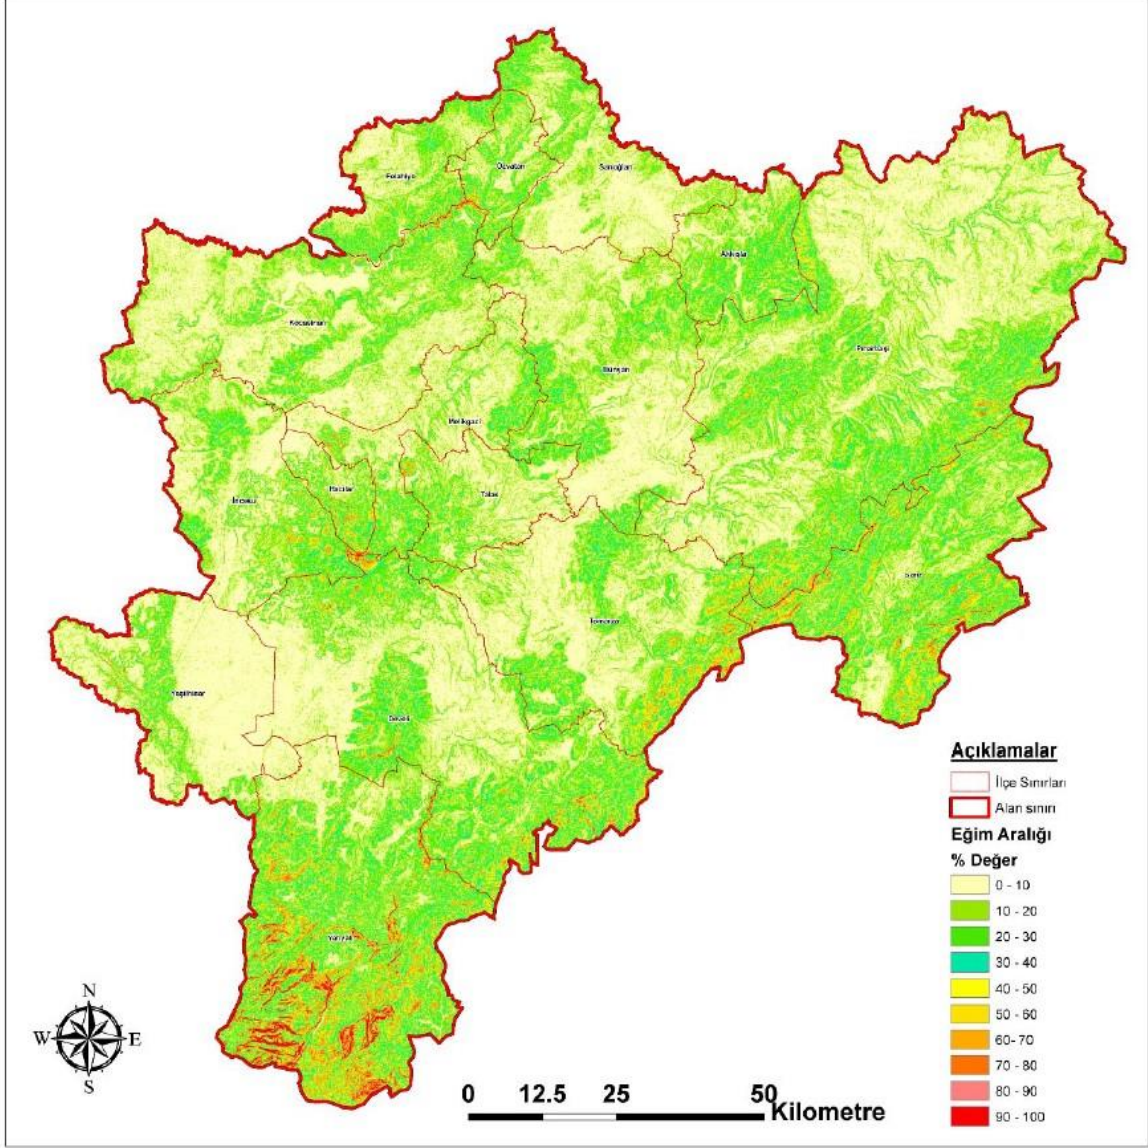 Özvatan
Sarıoğlan
Felahiye
Akkışla
Kocasinan
Pınarbaşı
Bünyan
Melikgazi
Hacılar
Talas
İncesu
Sarız
Tomarza
Yeşilhisar
Develi
Yahyalı
Açıklamalar
İlçe Sınırları
Alan sınırı
Eğim Aralığı
% Değer
0 - 10
10 - 20
20 - 30
30 - 40
40 - 50
50 - 60
60- 70
70 - 80
80 - 90
90 - 100
N
W E
S
0 12.5 25 50
Kilometre